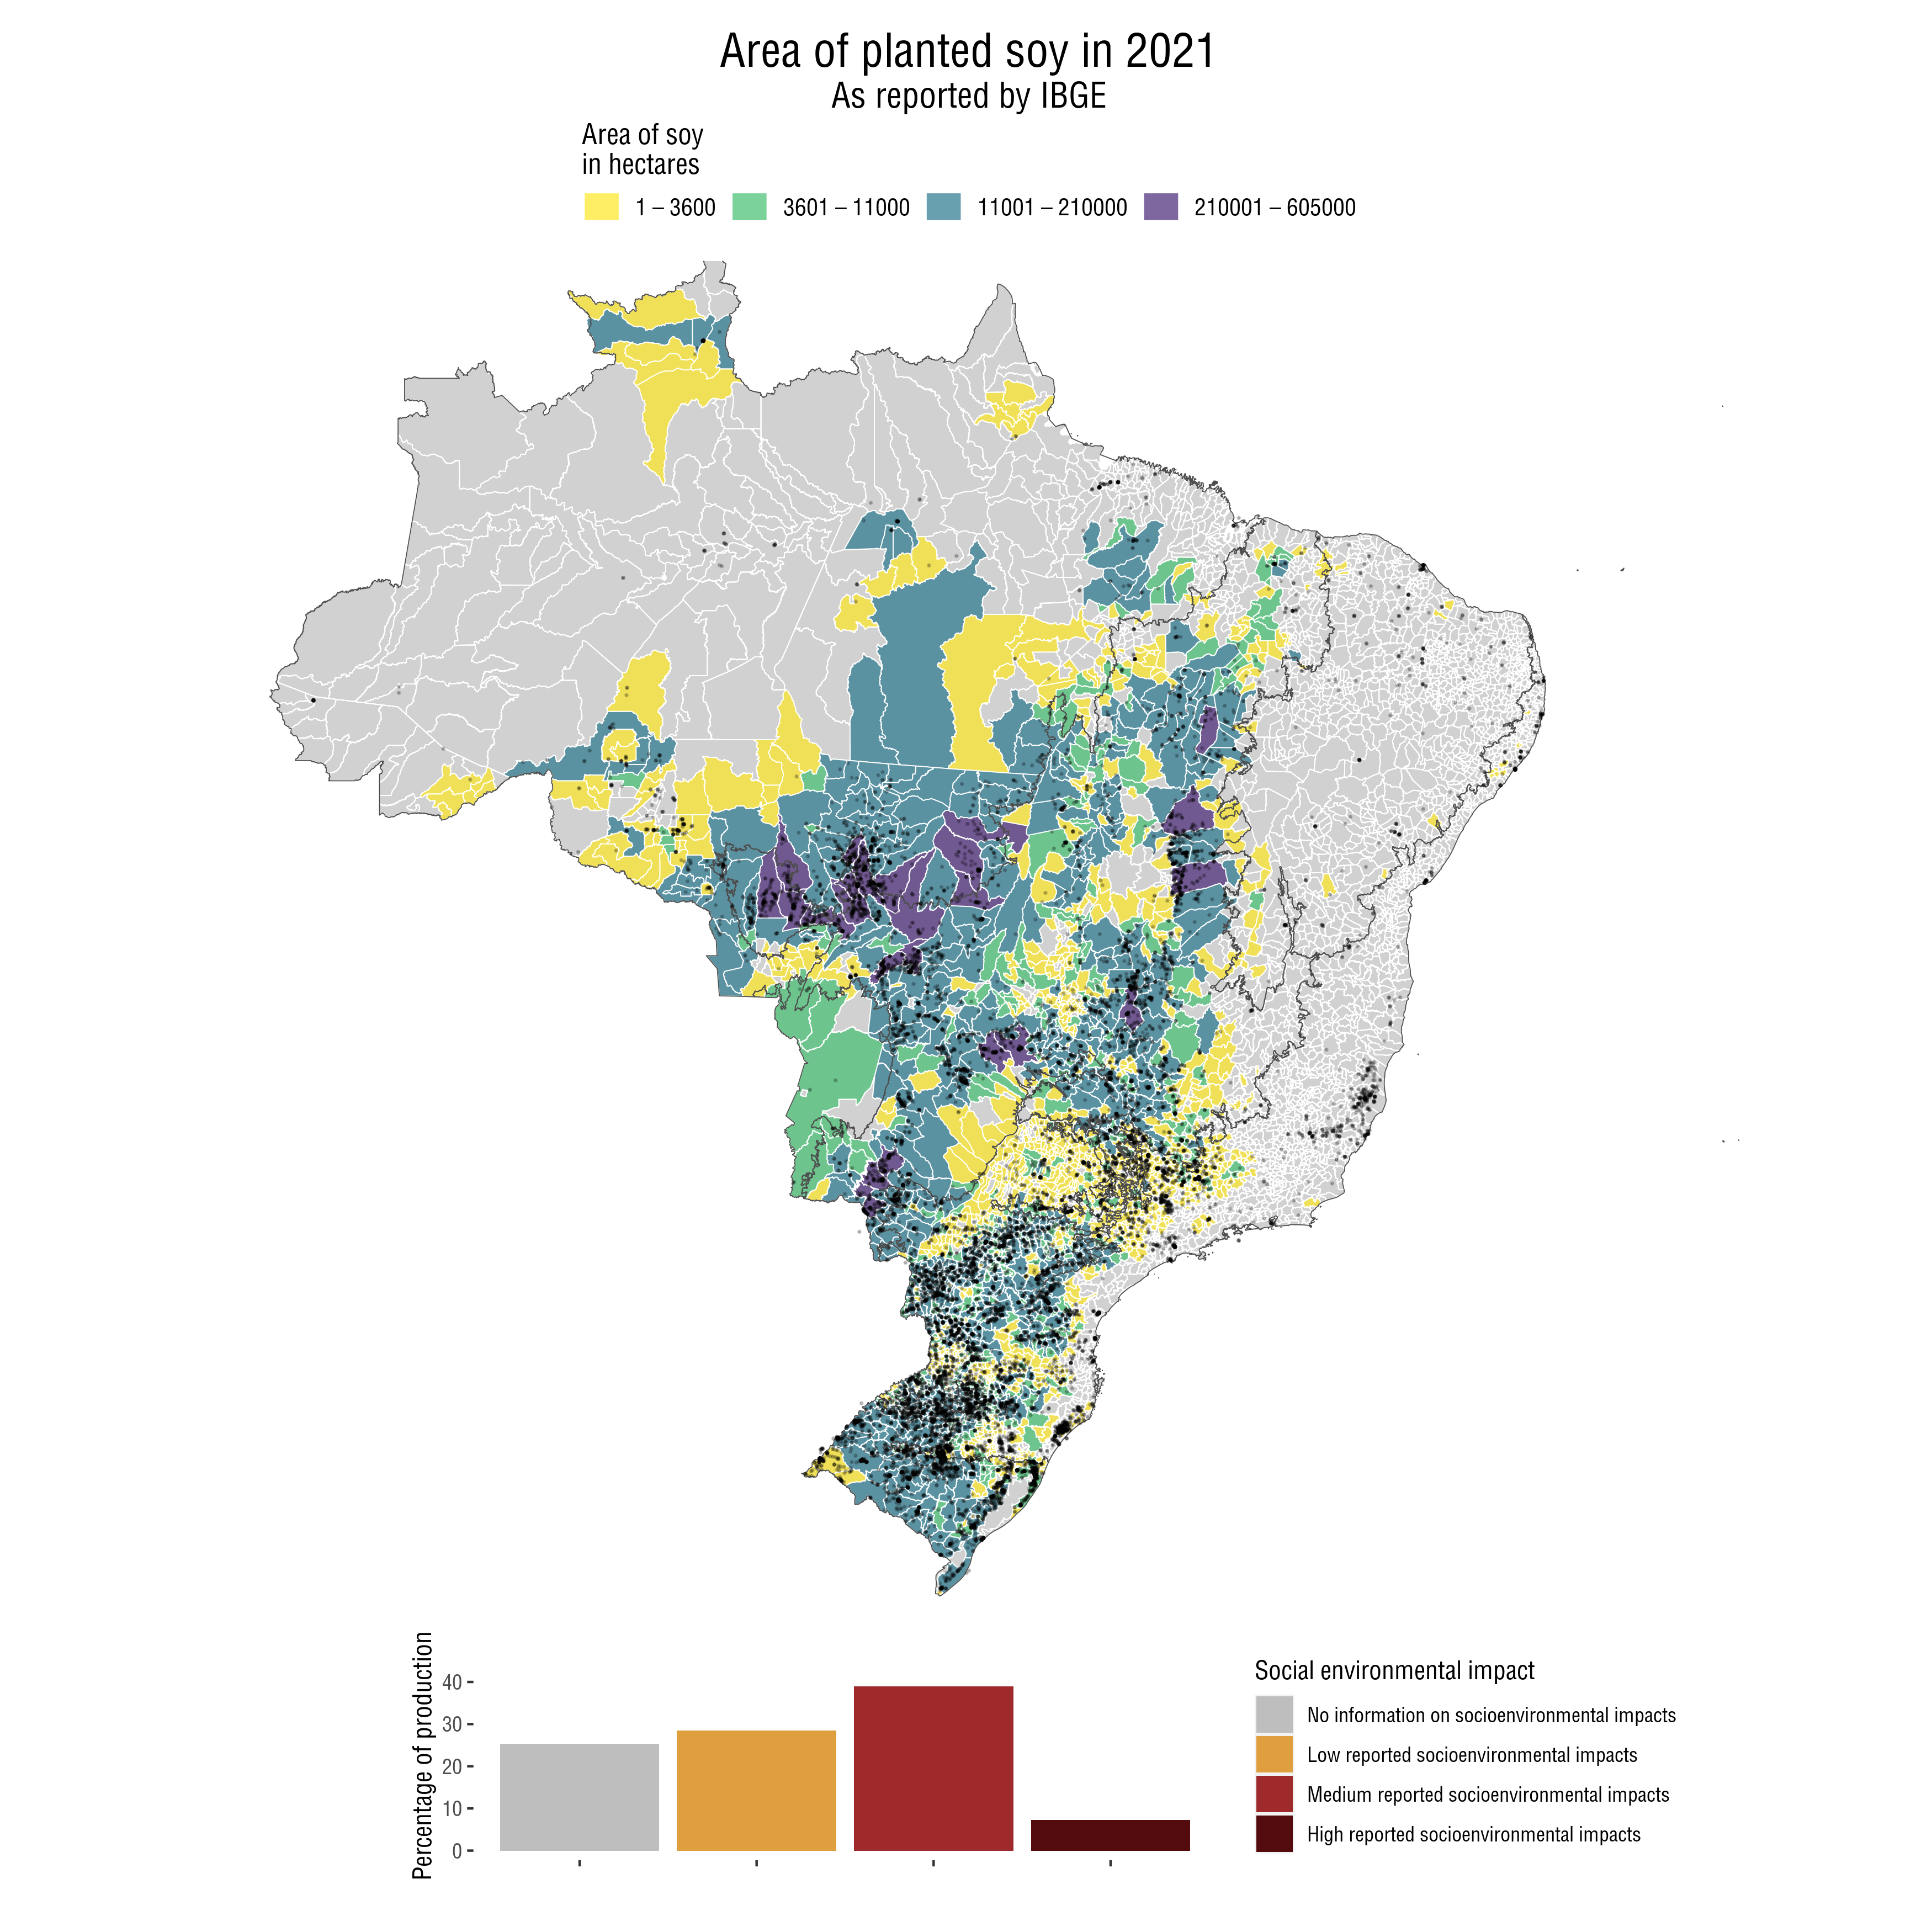 Area of planted soy in 2021
As reported by IBGE
Area of soy
in hectares
1 – 3600
3601 – 11000
11001 – 210000
210001 – 605000
Percentage of production
40
30
20
10
0
Social environmental impact
No information on socioenvironmental impacts
Low reported socioenvironmental impacts
Medium reported socioenvironmental impacts
High reported socioenvironmental impacts